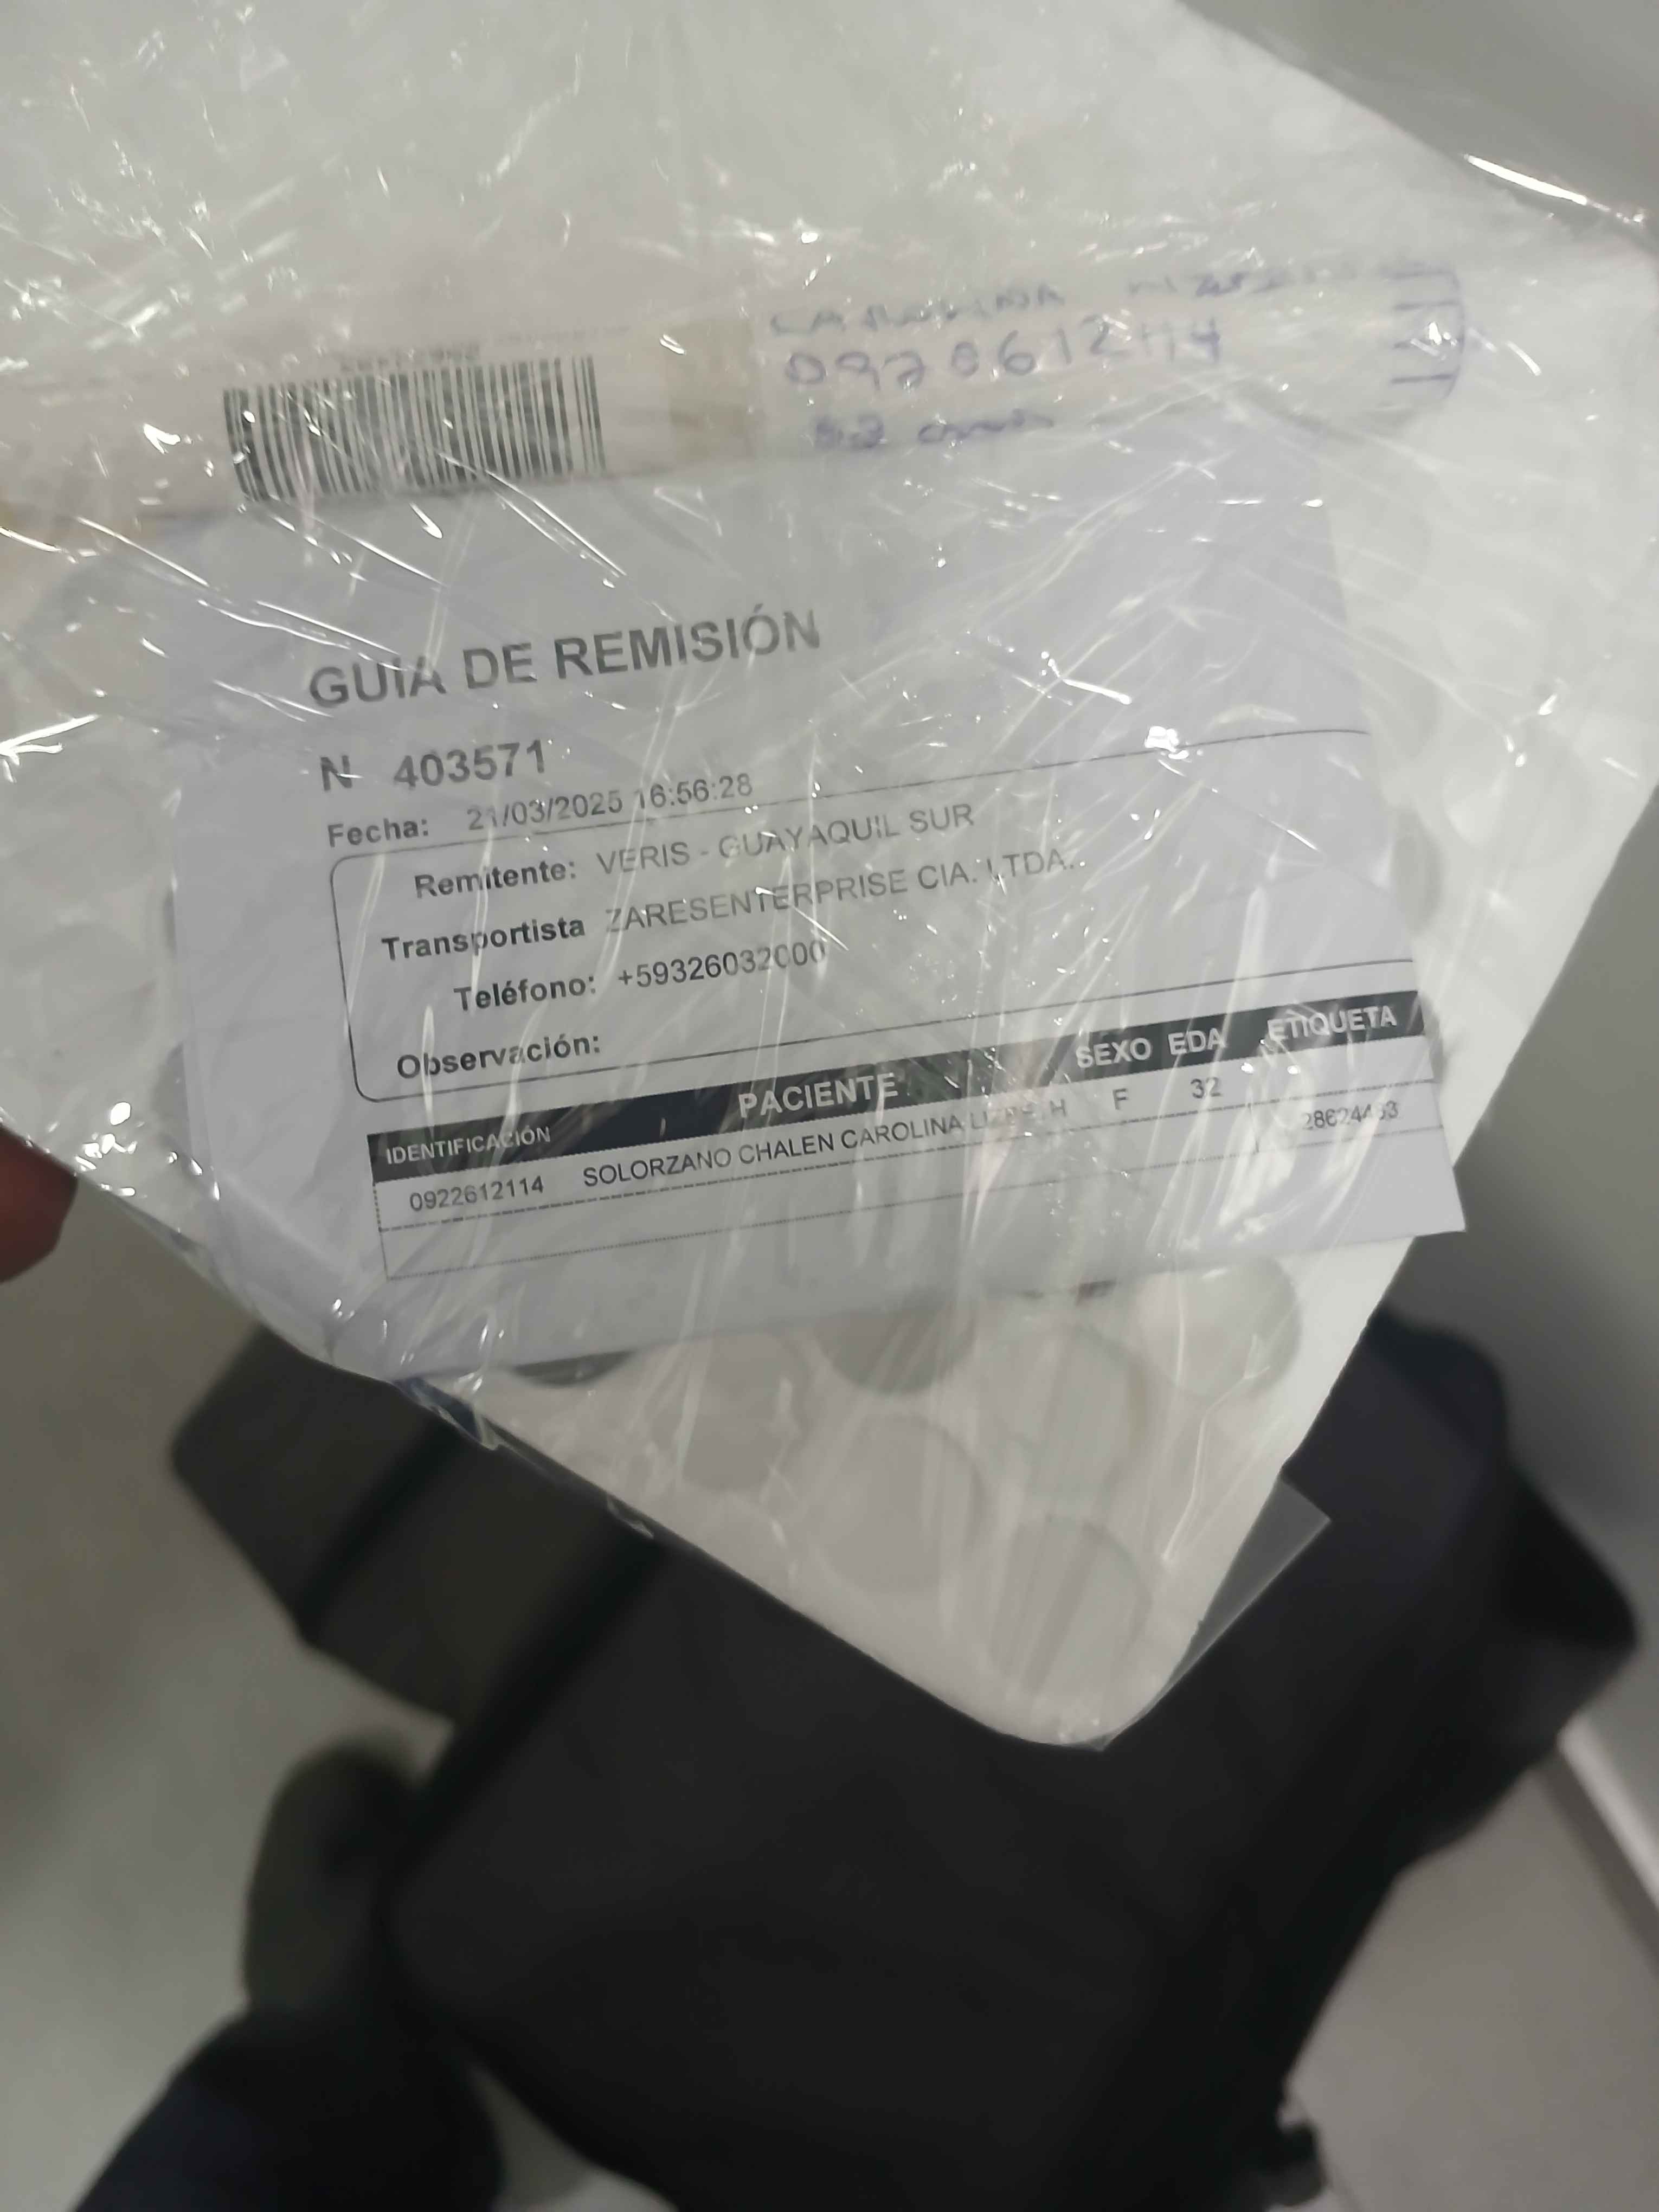 CAROLINA
GUIA DE REMISIÓN
N 403571
Fecha: 21/03/2025 16:56:28
Remitente: VERIS - GUAYAQUIL SUR
Transportista ZARESENTERPRISE CIA. LTDA..
Teléfono: +59326032000
Observación:
IDENTIFICACIÓN PACIENTE SEXO EDA ETIQUETA
0922612114 SOLORZANO CHALEN CAROLINA F 32